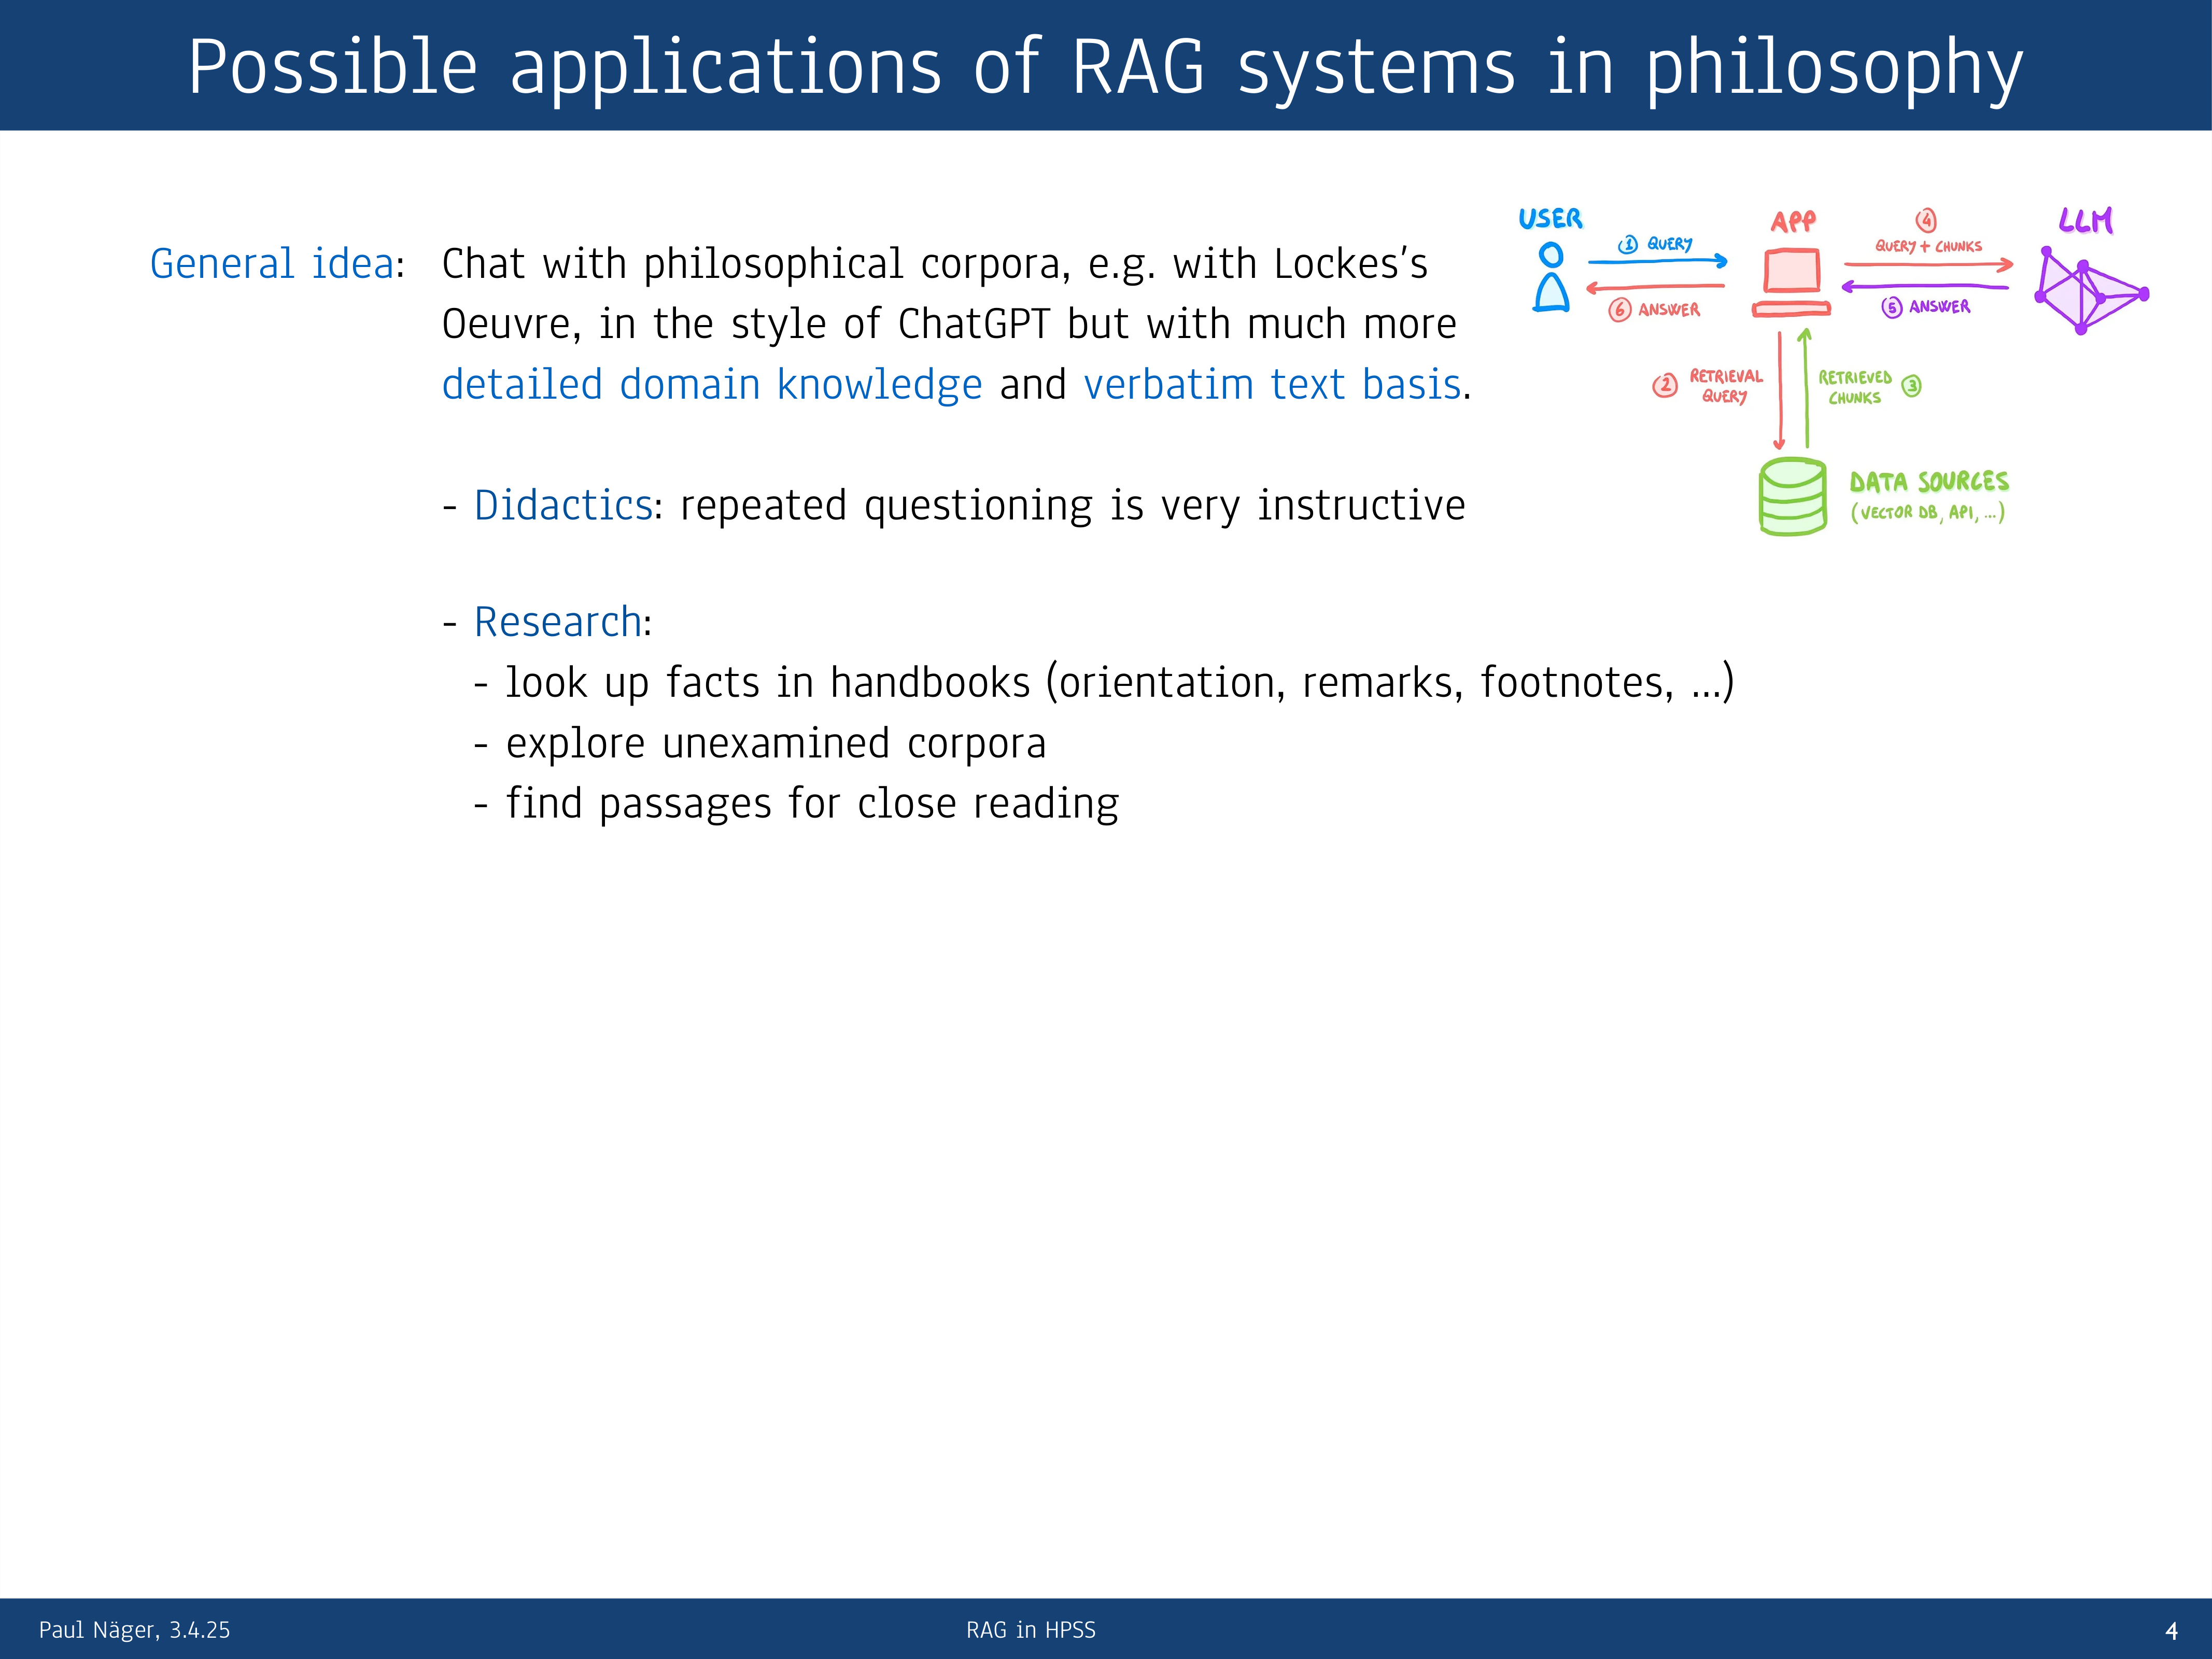 Possible applications of RAG systems in philosophy
General idea: Chat with philosophical corpora, e.g. with Lockes's
Oeuvre, in the style of ChatGPT but with much more
detailed domain knowledge and verbatim text basis.
- Didactics: repeated questioning is very instructive
- Research:
- look up facts in handbooks (orientation, remarks, footnotes, ...)
- explore unexamined corpora
- find passages for close reading
USER
1 QUERY
6 ANSWER
APP
4
QUERY + CHUNKS
5 ANSWER
LLM
2 RETRIEVAL
QUERY
RETRIEVED 3
CHUNKS
DATA SOURCES
(VECTOR DB, API, ...)
Paul Näger, 3.4.25
RAG in HPSS
4